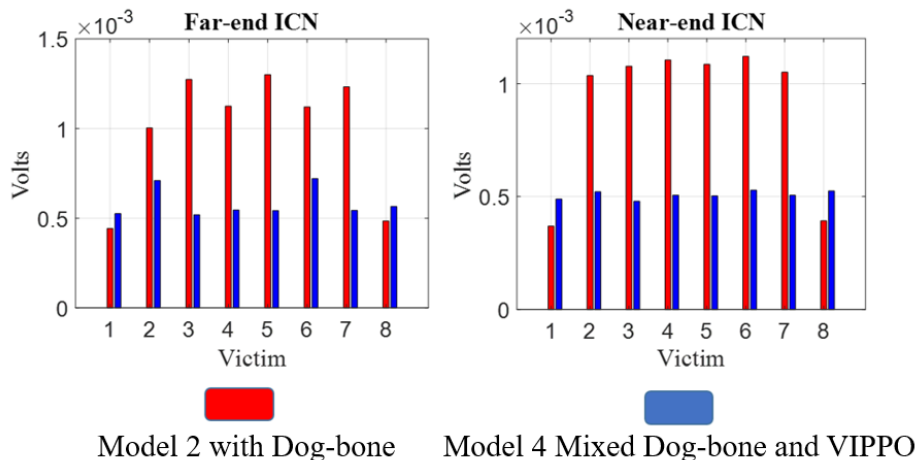 Far-end ICN
×10⁻³
1.5
1
0.5
0
Volts
1 2 3 4 5 6 7 8
Victim
Near-end ICN
×10⁻³
1
0.5
0
Volts
1 2 3 4 5 6 7 8
Victim
Model 2 with Dog-bone
Model 4 Mixed Dog-bone and VIPPO